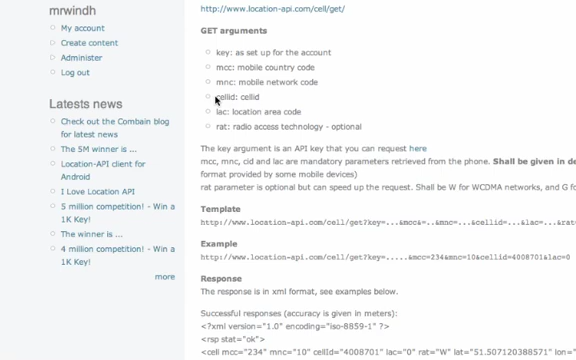 mrwindh
My account
Create content
Administer
Log out
Latests news
Check out the Combain blog
for latest news
The 5M winner is ...
Location-API client for
Android
I Love Location API
5 million competition! - Win a
1K Key!
The winner is ...
4 million competition! - Win a
1K Key!
more
http://www.location-api.com/cell/get/
GET arguments
key: as set up for the account
mcc: mobile country code
mnc: mobile network code
cellid: cellid
lac: location area code
rat: radio access technology - optional
The key argument is an API key that you can request here
mcc, mnc, cid and lac are mandatory parameters retrieved from the phone. Shall be given in de
format provided by some mobile devices)
rat parameter is optional but can speed up the request. Shall be W for WCDMA networks, and G fo
Template
http://www.location-api.com/cell/get?key=...&mcc=..&mnc=...&cellid=...&lac=...&rat=
Example
http://www.location-api.com/cell/get?key=.....&mcc=234&mnc=10&cellid=4008701&lac=0
Response
The response is in xml format, see examples below.
Successful responses (accuracy is given in meters):
<?xml version="1.0" encoding="iso-8859-1" ?>
<rsp stat="ok">
<cell mcc="234" mnc="10" cellId="4008701" lac="0" rat="W" lat="51.507120388571" lon="-